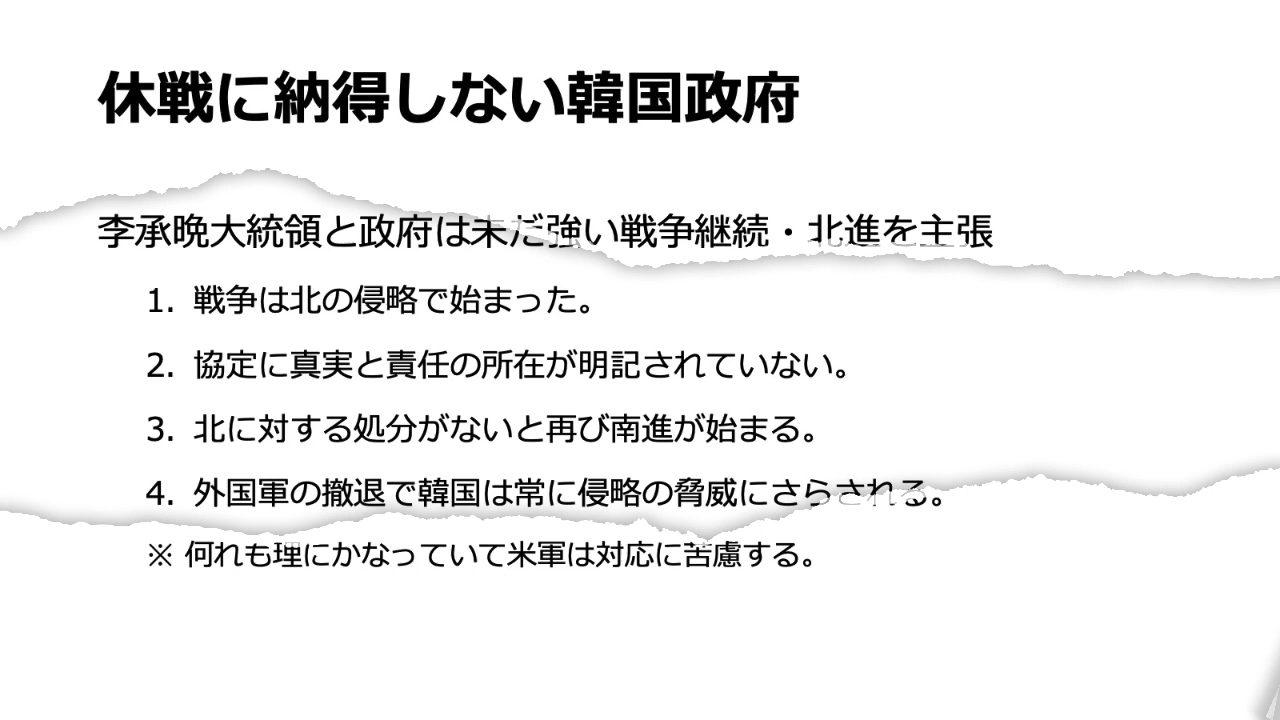 休戦に納得しない韓国政府
李承晩大統領と政府は未だ強い戦争継続・北進を主張
1. 戦争は北の侵略で始まった。
2. 協定に真実と責任の所在が明記されていない。
3. 北に対する処分がないと再び南進が始まる。
4. 外国軍の撤退で韓国は常に侵略の脅威にさらされる。
※ 何れも理にかなっていて米軍は対応に苦慮する。